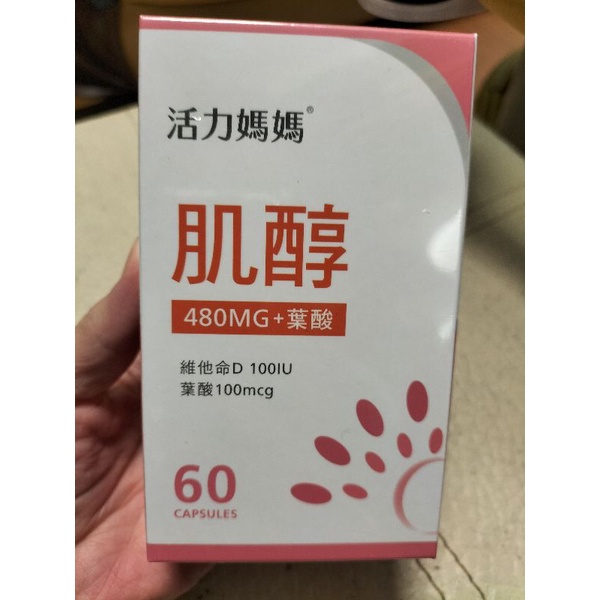 活力媽媽®
肌醇
480MG+葉酸
維他命D 100IU
葉酸100mcg
60
CAPSULES